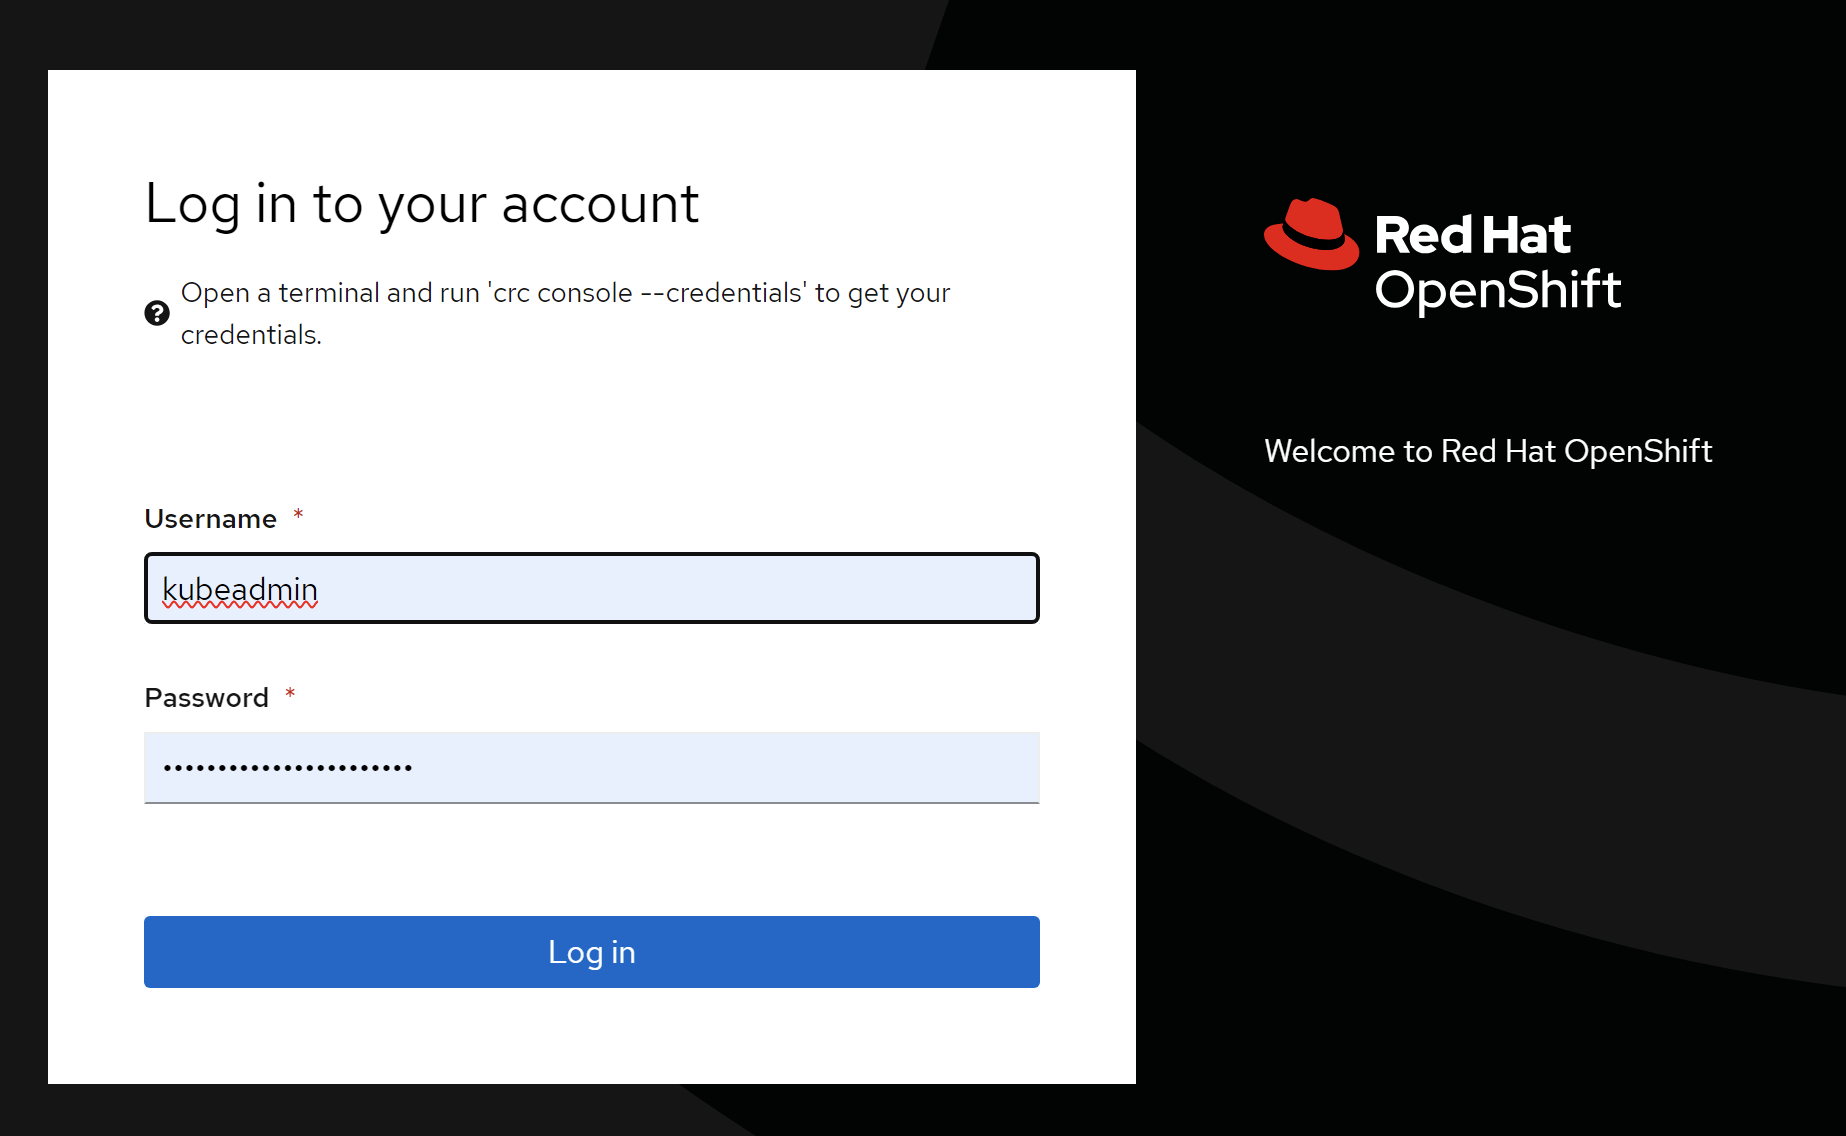 Log in to your account
Open a terminal and run 'crc console --credentials' to get your
credentials.
Username *
kubeadmin
Password *
•••••••••••••••••••••••
Log in
Red Hat
OpenShift
Welcome to Red Hat OpenShift